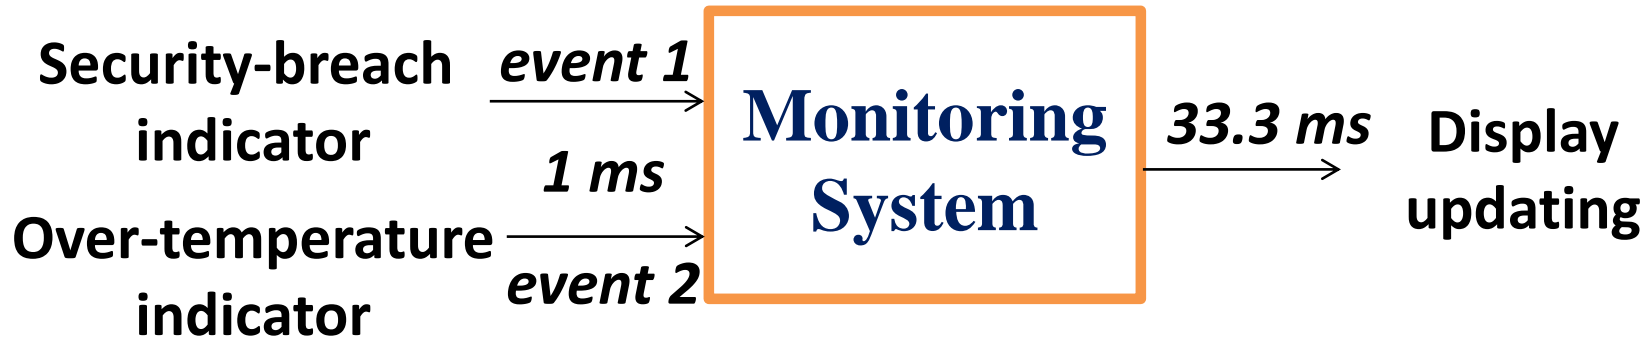 Security-breach
indicator
event 1
1 ms
Over-temperature
indicator
event 2
Monitoring
System
33.3 ms
Display
updating